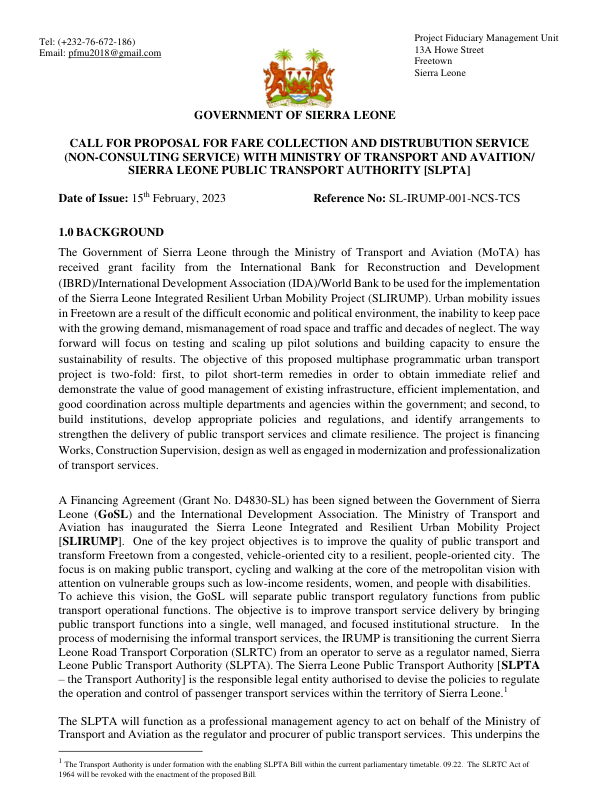 Tel: (+232-76-672-186)
Email: pfmu2018@gmail.com
Project Fiduciary Management Unit
13A Howe Street
Freetown
Sierra Leone
GOVERNMENT OF SIERRA LEONE
CALL FOR PROPOSAL FOR FARE COLLECTION AND DISTRUBUTION SERVICE
(NON-CONSULTING SERVICE) WITH MINISTRY OF TRANSPORT AND AVAITION/
SIERRA LEONE PUBLIC TRANSPORT AUTHORITY [SLPTA]
Date of Issue: 15th February, 2023 Reference No: SL-IRUMP-001-NCS-TCS
1.0 BACKGROUND
The Government of Sierra Leone through the Ministry of Transport and Aviation (MoTA) has
received grant facility from the International Bank for Reconstruction and Development
(IBRD)/International Development Association (IDA)/World Bank to be used for the implementation
of the Sierra Leone Integrated Resilient Urban Mobility Project (SLIRUMP). Urban mobility issues
in Freetown are a result of the difficult economic and political environment, the inability to keep pace
with the growing demand, mismanagement of road space and traffic and decades of neglect. The way
forward will focus on testing and scaling up pilot solutions and building capacity to ensure the
sustainability of results. The objective of this proposed multiphase programmatic urban transport
project is two-fold: first, to pilot short-term remedies in order to obtain immediate relief and
demonstrate the value of good management of existing infrastructure, efficient implementation, and
good coordination across multiple departments and agencies within the government; and second, to
build institutions, develop appropriate policies and regulations, and identify arrangements to
strengthen the delivery of public transport services and climate resilience. The project is financing
Works, Construction Supervision, design as well as engaged in modernization and professionalization
of transport services.
A Financing Agreement (Grant No. D4830-SL) has been signed between the Government of Sierra
Leone (GoSL) and the International Development Association. The Ministry of Transport and
Aviation has inaugurated the Sierra Leone Integrated and Resilient Urban Mobility Project
[SLIRUMP]. One of the key project objectives is to improve the quality of public transport and
transform Freetown from a congested, vehicle-oriented city to a resilient, people-oriented city. The
focus is on making public transport, cycling and walking at the core of the metropolitan vision with
attention on vulnerable groups such as low-income residents, women, and people with disabilities.
To achieve this vision, the GoSL will separate public transport regulatory functions from public
transport operational functions. The objective is to improve transport service delivery by bringing
public transport functions into a single, well managed, and focused institutional structure. In the
process of modernising the informal transport services, the IRUMP is transitioning the current Sierra
Leone Road Transport Corporation (SLRTC) from an operator to serve as a regulator named, Sierra
Leone Public Transport Authority (SLPTA). The Sierra Leone Public Transport Authority [SLPTA
– the Transport Authority] is the responsible legal entity authorised to devise the policies to regulate
the operation and control of passenger transport services within the territory of Sierra Leone.1
The SLPTA will function as a professional management agency to act on behalf of the Ministry of
Transport and Aviation as the regulator and procurer of public transport services. This underpins the
1 The Transport Authority is under formation with the enabling SLPTA Bill within the current parliamentary timetable. 09.22. The SLRTC Act of
1964 will be revoked with the enactment of the proposed Bill.